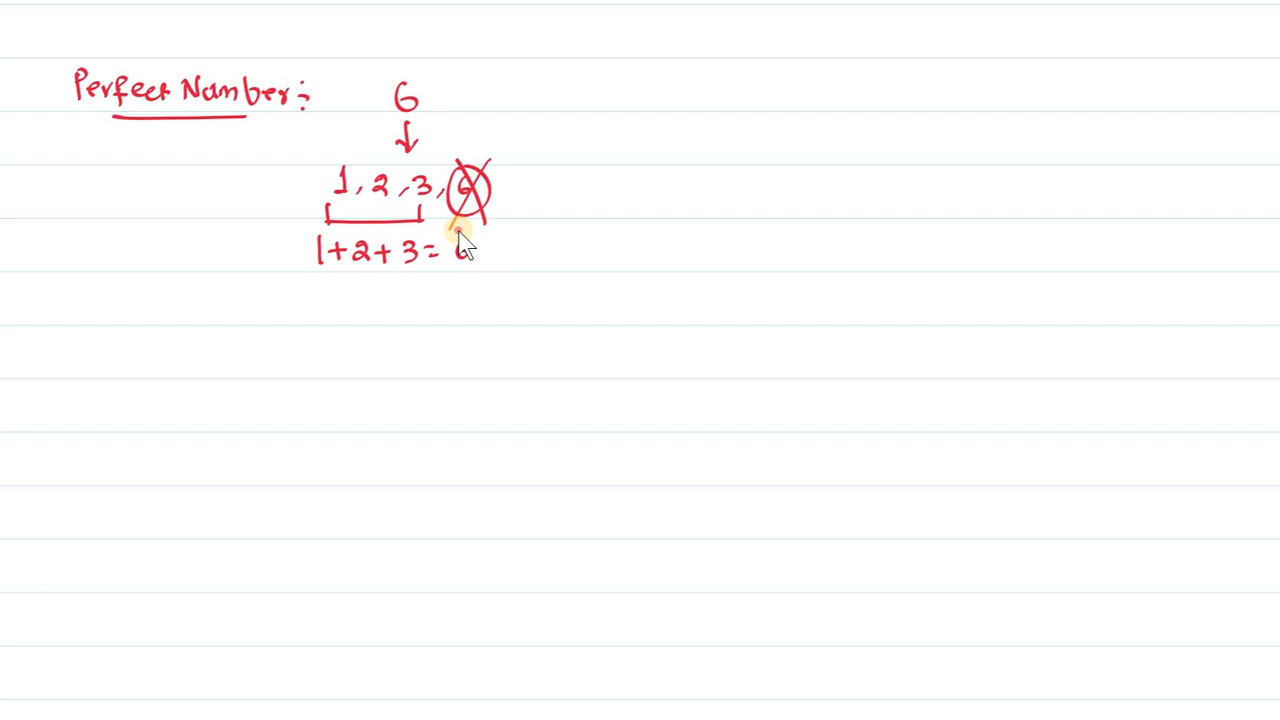 Perfect Number: 6
↓
1, 2, 3, 6
1+2+3= 6